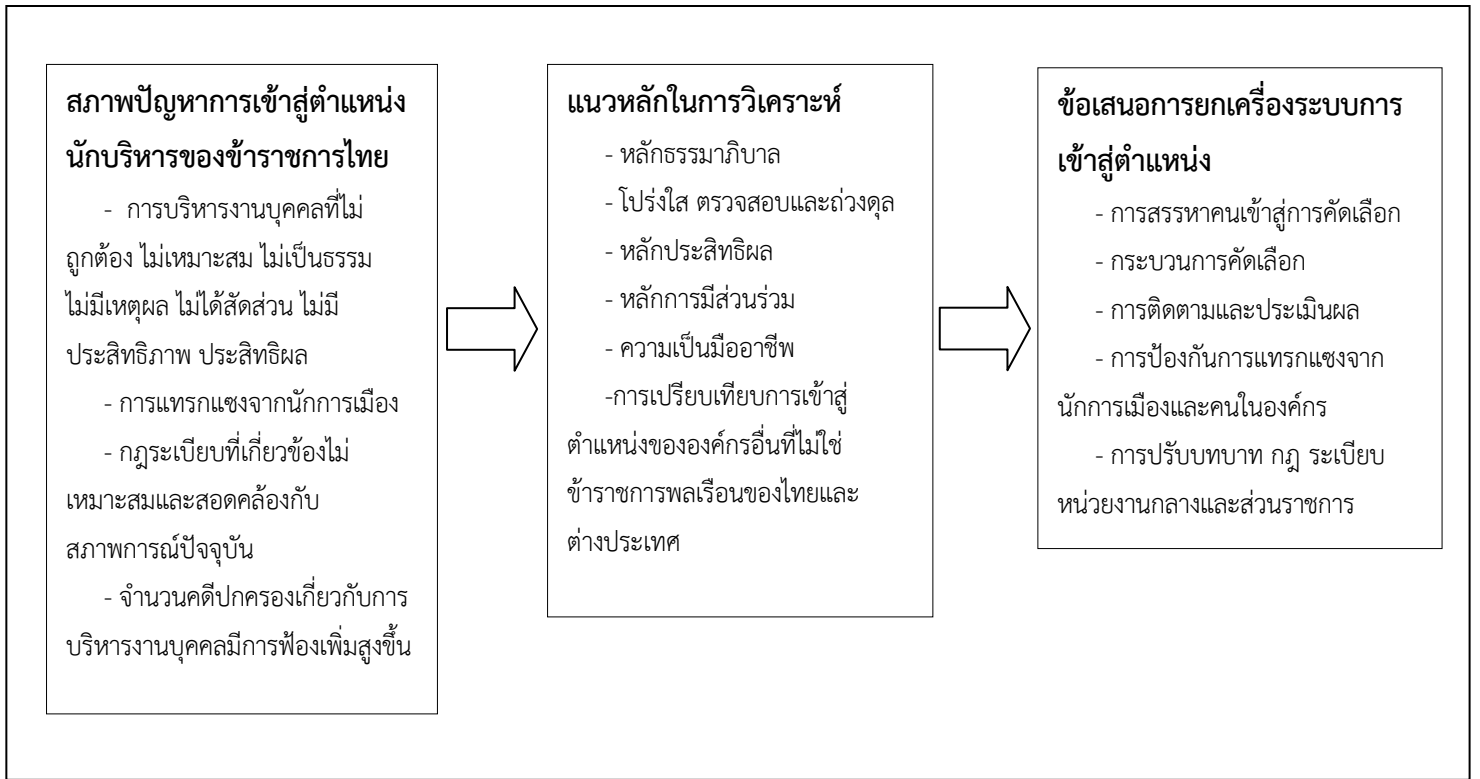 สภาพปัญหาการเข้าสู่ตำแหน่ง
นักบริหารของข้าราชการไทย
- การบริหารงานบุคคลที่ไม่
ถูกต้อง ไม่เหมาะสม ไม่เป็นธรรม
ไม่มีเหตุผล ไม่ได้สัดส่วน ไม่มี
ประสิทธิภาพ ประสิทธิผล
- การแทรกแซงจากนักการเมือง
- กฎระเบียบที่เกี่ยวข้องไม่
เหมาะสมและสอดคล้องกับ
สภาพการณ์ปัจจุบัน
- จำนวนคดีปกครองเกี่ยวกับการ
บริหารงานบุคคลมีการฟ้องเพิ่มสูงขึ้น
แนวหลักในการวิเคราะห์
- หลักธรรมาภิบาล
- โปร่งใส ตรวจสอบและถ่วงดุล
- หลักประสิทธิผล
- หลักการมีส่วนร่วม
- ความเป็นมืออาชีพ
-การเปรียบเทียบการเข้าสู่
ตำแหน่งขององค์กรอื่นที่ไม่ใช่
ข้าราชการพลเรือนของไทยและ
ต่างประเทศ
ข้อเสนอการยกเครื่องระบบการ
เข้าสู่ตำแหน่ง
- การสรรหาคนเข้าสู่การคัดเลือก
- กระบวนการคัดเลือก
- การติดตามและประเมินผล
- การป้องกันการแทรกแซงจาก
นักการเมืองและคนในองค์กร
- การปรับบทบาท กฎ ระเบียบ
หน่วยงานกลางและส่วนราชการ